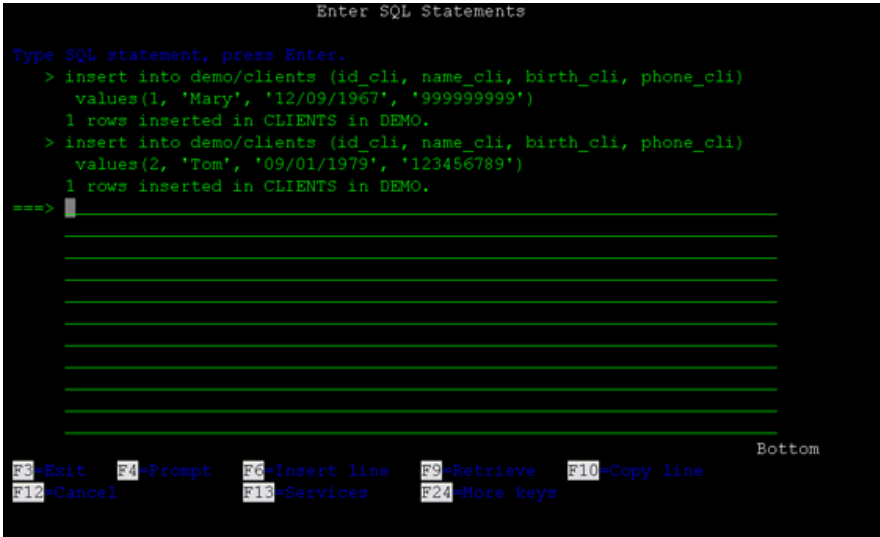 Enter SQL Statements
Type SQL statement, press Enter.
> insert into demo/clients (id_cli, name_cli, birth_cli, phone_cli)
values(1, 'Mary', '12/09/1967', '999999999')
1 rows inserted in CLIENTS in DEMO.
> insert into demo/clients (id_cli, name_cli, birth_cli, phone_cli)
values(2, 'Tom', '09/01/1979', '123456789')
1 rows inserted in CLIENTS in DEMO.
===>
Bottom
F3=Exit F4=Prompt F6=Insert line F9=Retrieve F10=Copy line
F12=Cancel F13=Services F24=More keys